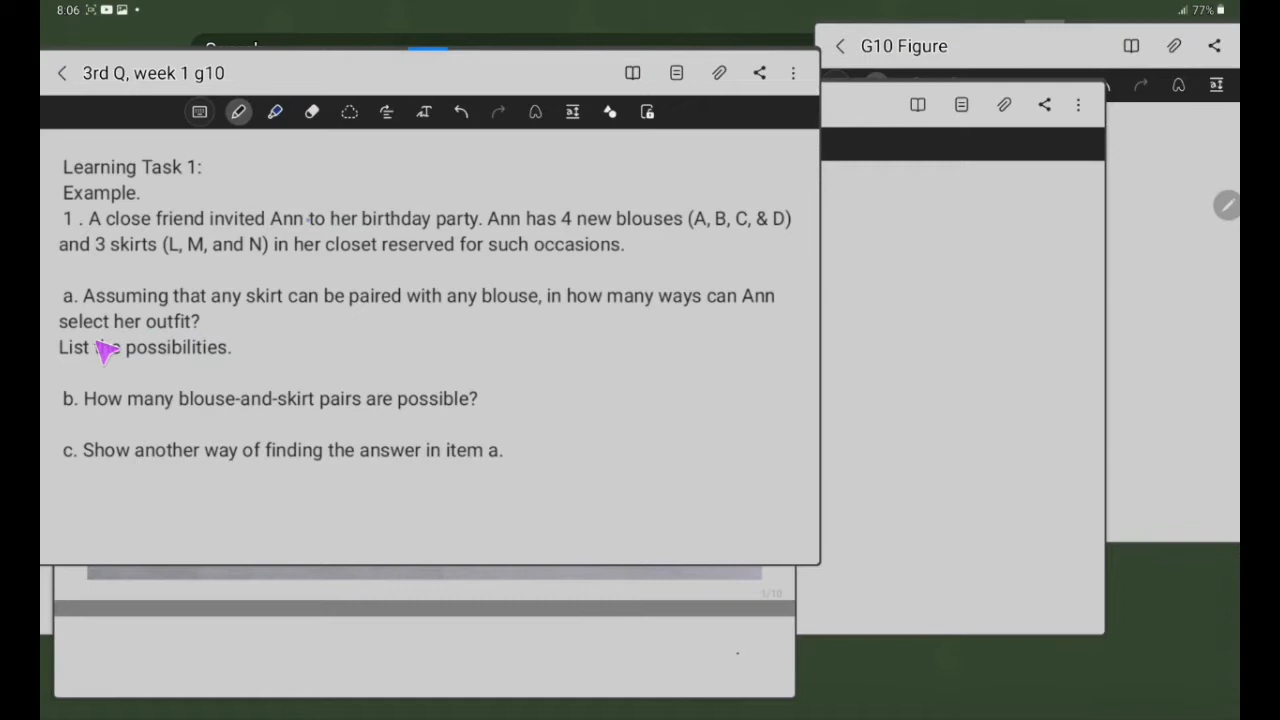 8:06
77%
G10 Figure
3rd Q, week 1 g10
Learning Task 1:
Example.
1 . A close friend invited Ann to her birthday party. Ann has 4 new blouses (A, B, C, & D)
and 3 skirts (L, M, and N) in her closet reserved for such occasions.
a. Assuming that any skirt can be paired with any blouse, in how many ways can Ann
select her outfit?
List the possibilities.
b. How many blouse-and-skirt pairs are possible?
c. Show another way of finding the answer in item a.
1/10